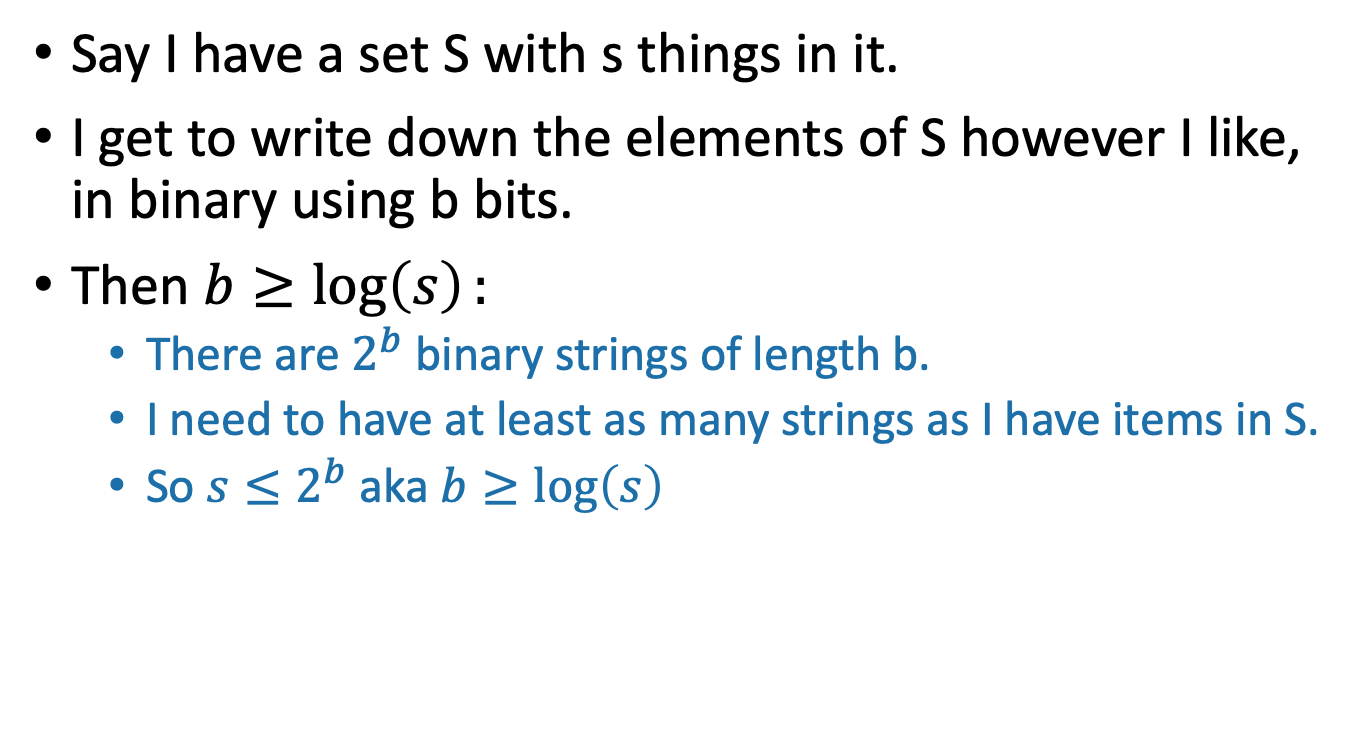 • Say I have a set S with s things in it.
• I get to write down the elements of S however I like,
in binary using b bits.
• Then 𝑏 ≥ log(𝑠):
• There are 2ᵇ binary strings of length b.
• I need to have at least as many strings as I have items in S.
• So 𝑠 ≤ 2ᵇ aka 𝑏 ≥ log(𝑠)